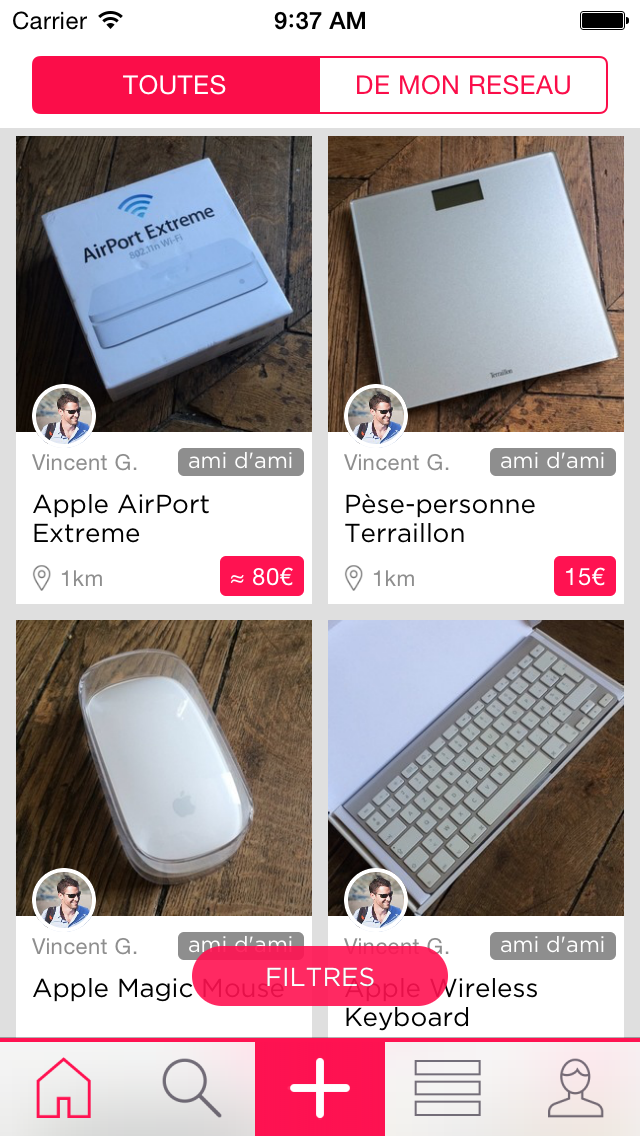 Carrier 9:37 AM
TOUTES DE MON RESEAU
AirPort Extreme
802.11n Wi-Fi
Terraillon
Vincent G. ami d'ami
Apple AirPort
Extreme
1km ≈ 80€
Vincent G. ami d'ami
Pèse-personne
Terraillon
1km 15€
Vincent G. ami d'ami
Apple Magic Mouse
Vincent G. ami d'ami
Apple Wireless
Keyboard
FILTRES